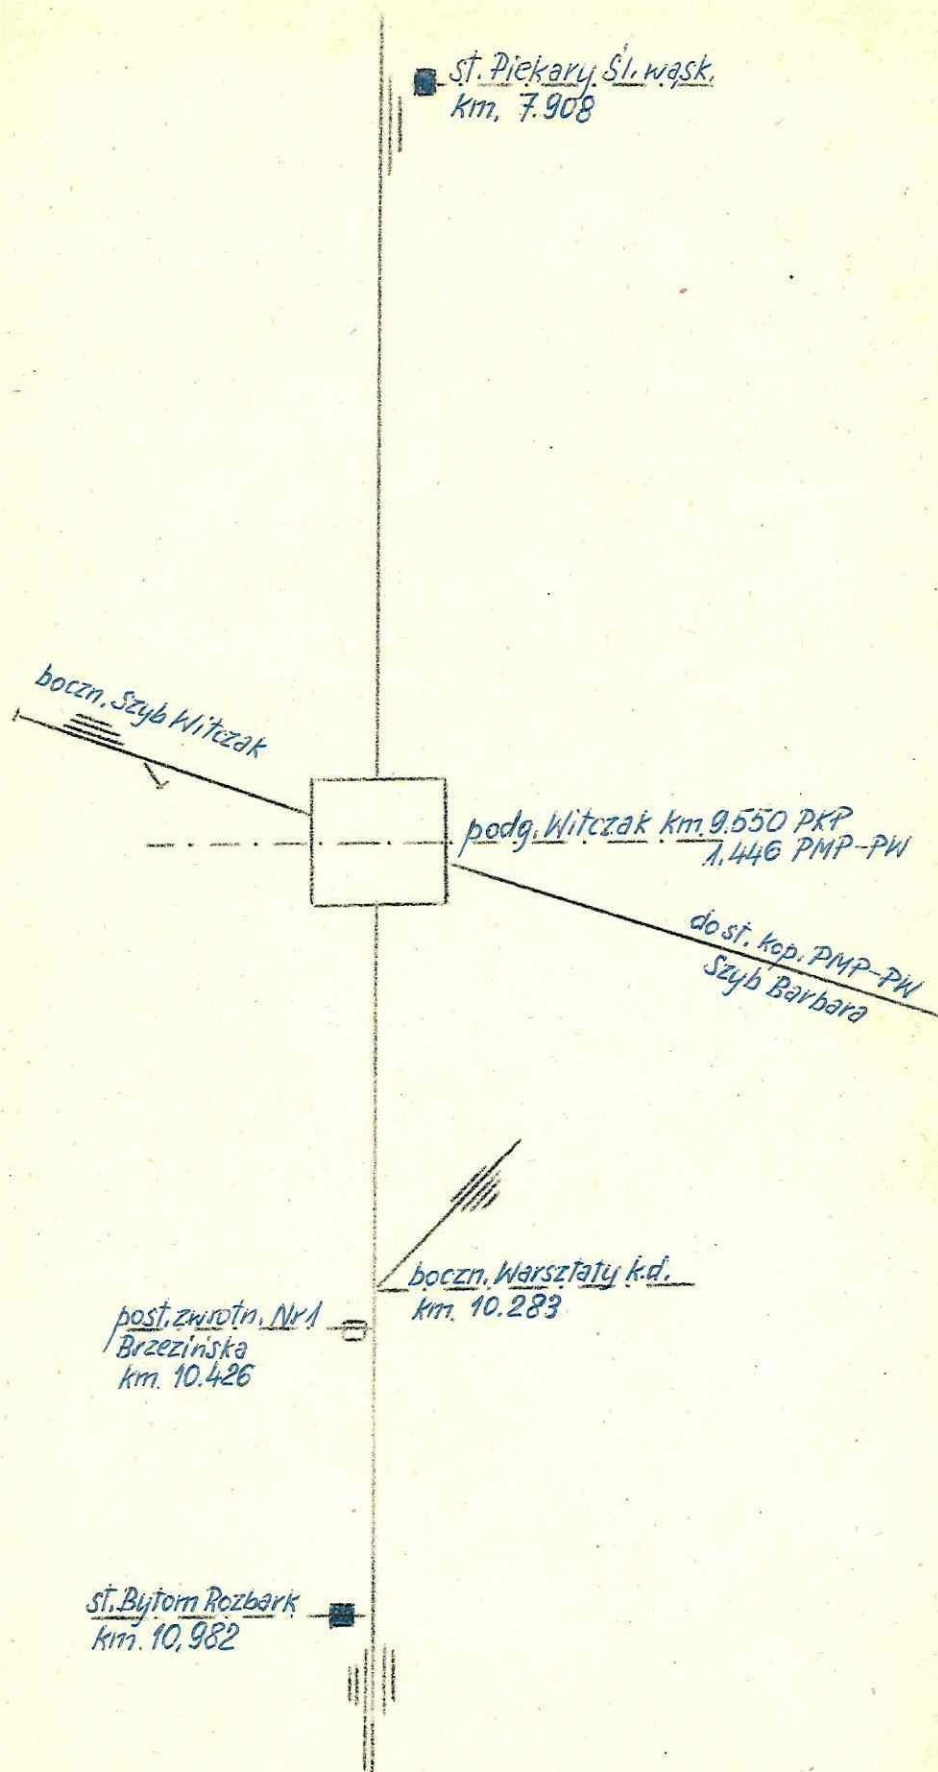 st. Piekary Śl. wąsk.
km. 7.908
boczn. Szyb Witczak
podg. Witczak km. 9.550 PKP
1.446 PMP-PW
do st. kop. PMP-PW
Szyb Barbara
boczn. Warsztaty k.d.
km. 10.283
post. zwrotn. Nr 1
Brzezińska
km. 10.426
st. Bytom Rozbark
km. 10,982